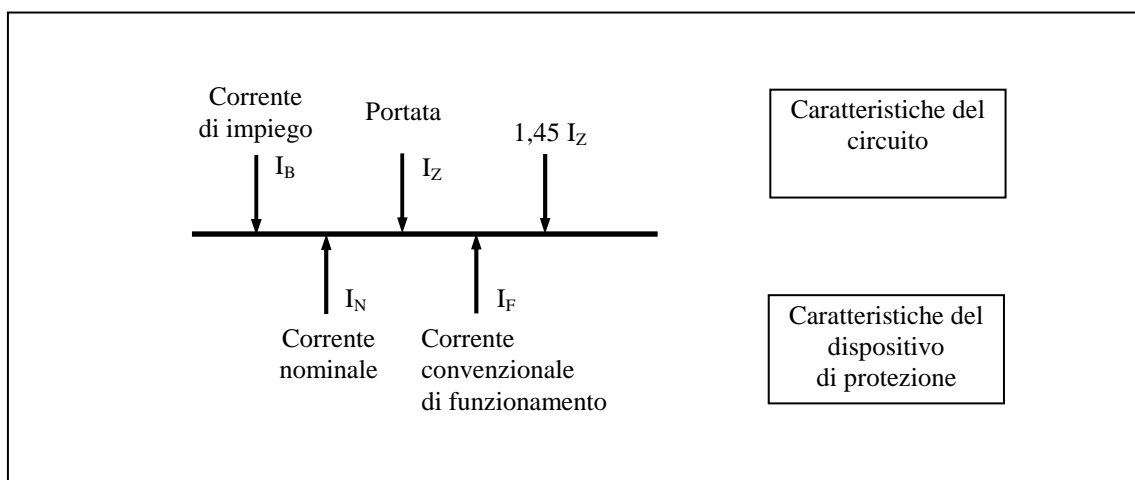 Corrente
di impiego
I_B
Portata
I_Z
1,45 I_Z
Caratteristiche del
circuito
I_N
Corrente
nominale
I_F
Corrente
convenzionale
di funzionamento
Caratteristiche del
dispositivo
di protezione